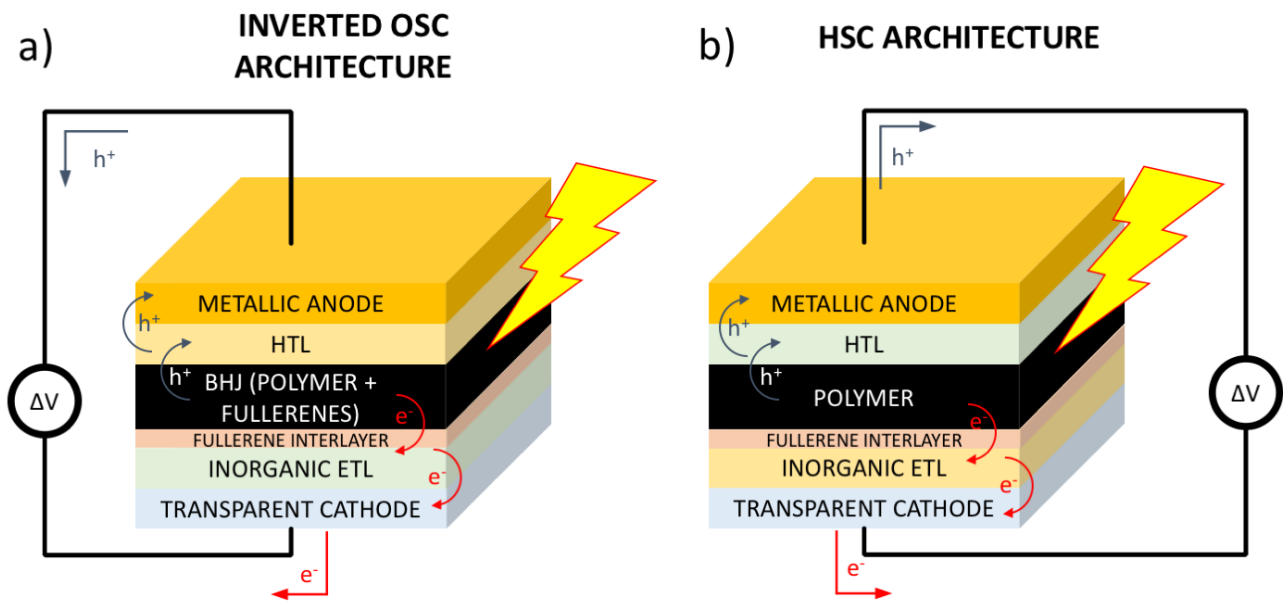 a)
INVERTED OSC
ARCHITECTURE
h⁺
METALLIC ANODE
h⁺
HTL
h⁺
BHJ (POLYMER +
FULLERENES)
e⁻
FULLERENE INTERLAYER
INORGANIC ETL
e⁻
TRANSPARENT CATHODE
e⁻
ΔV
b)
HSC ARCHITECTURE
h⁺
METALLIC ANODE
h⁺
HTL
h⁺
POLYMER
e⁻
FULLERENE INTERLAYER
INORGANIC ETL
e⁻
TRANSPARENT CATHODE
e⁻
ΔV